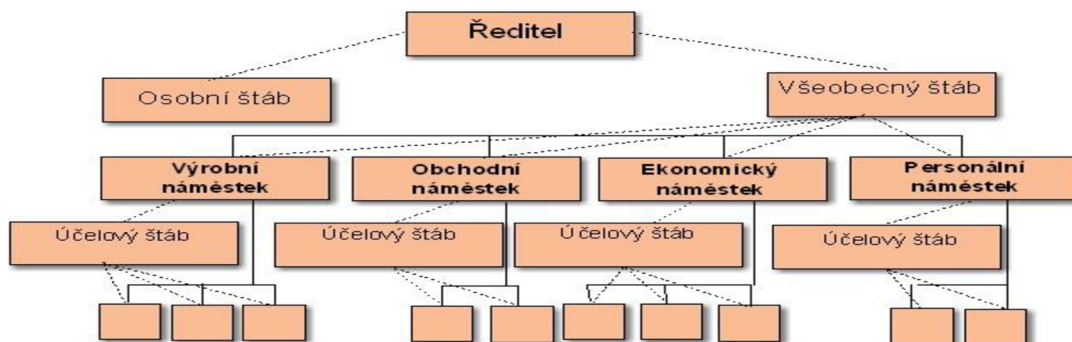 Ředitel
Osobní štáb
Všeobecný štáb
Výrobní
náměstek
Obchodní
náměstek
Ekonomický
náměstek
Personální
náměstek
Účelový štáb
Účelový štáb
Účelový štáb
Účelový štáb